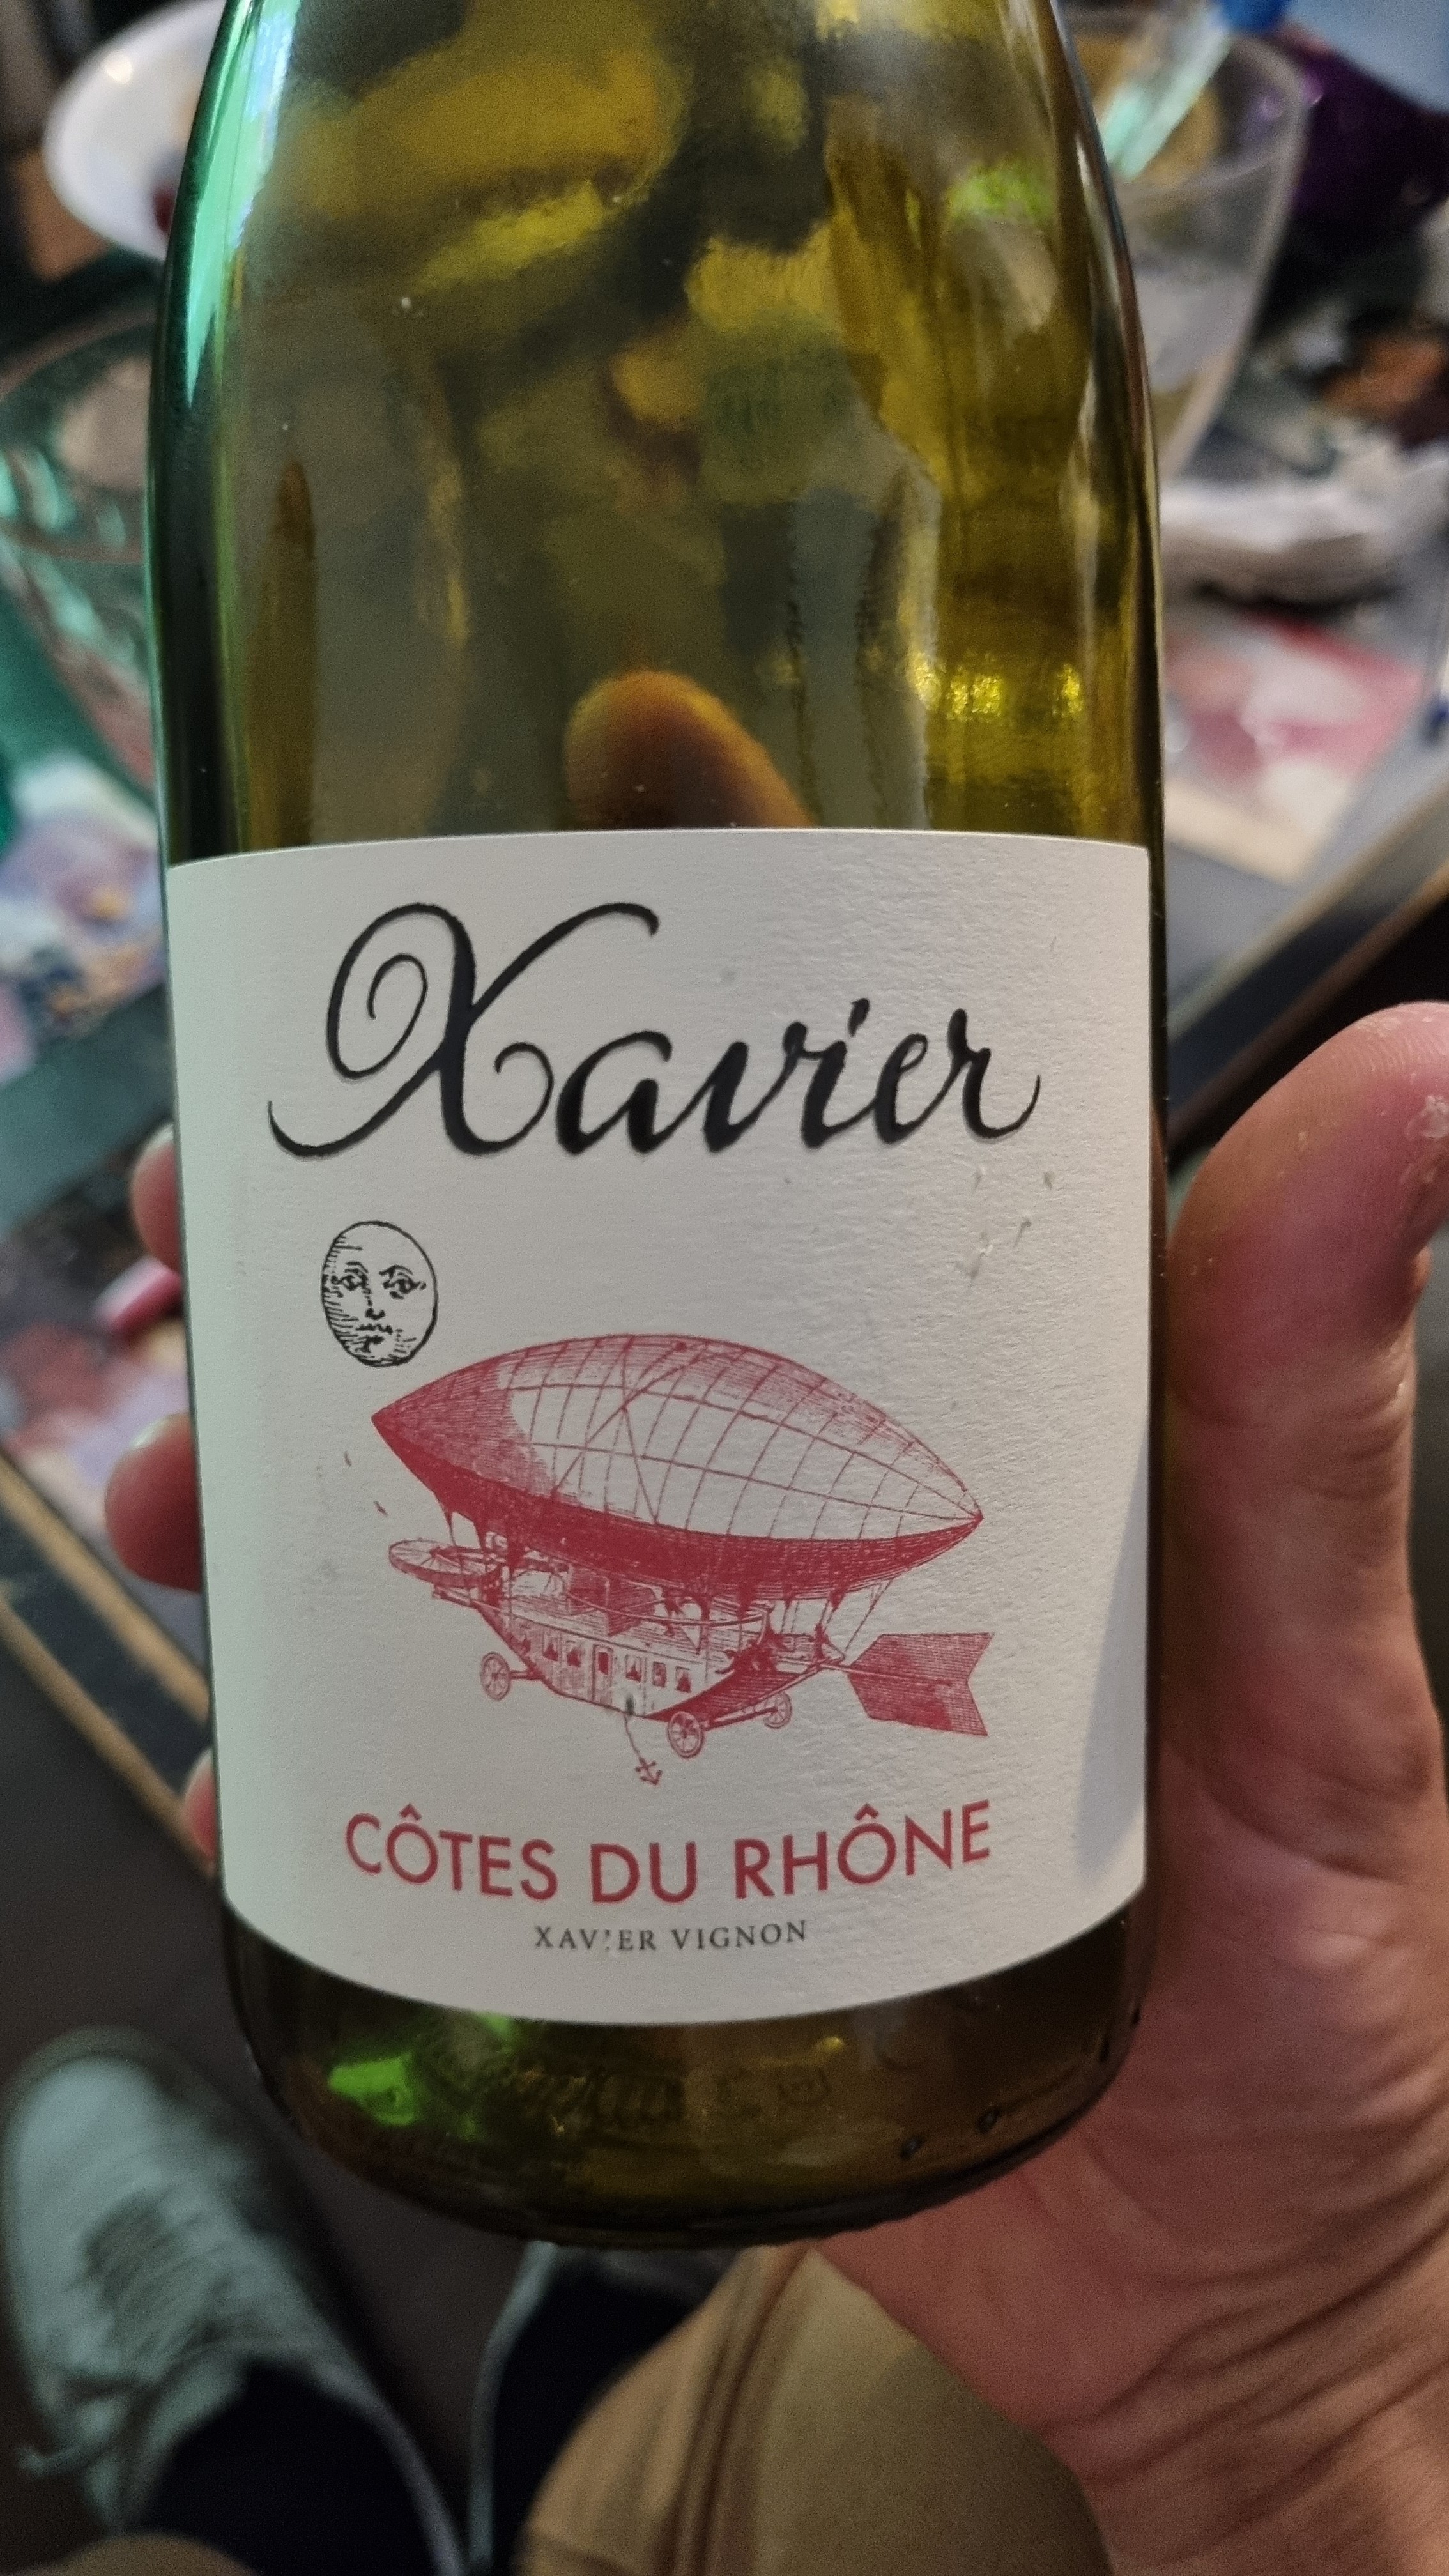 Xavier
CÔTES DU RHÔNE
XAVIER VIGNON